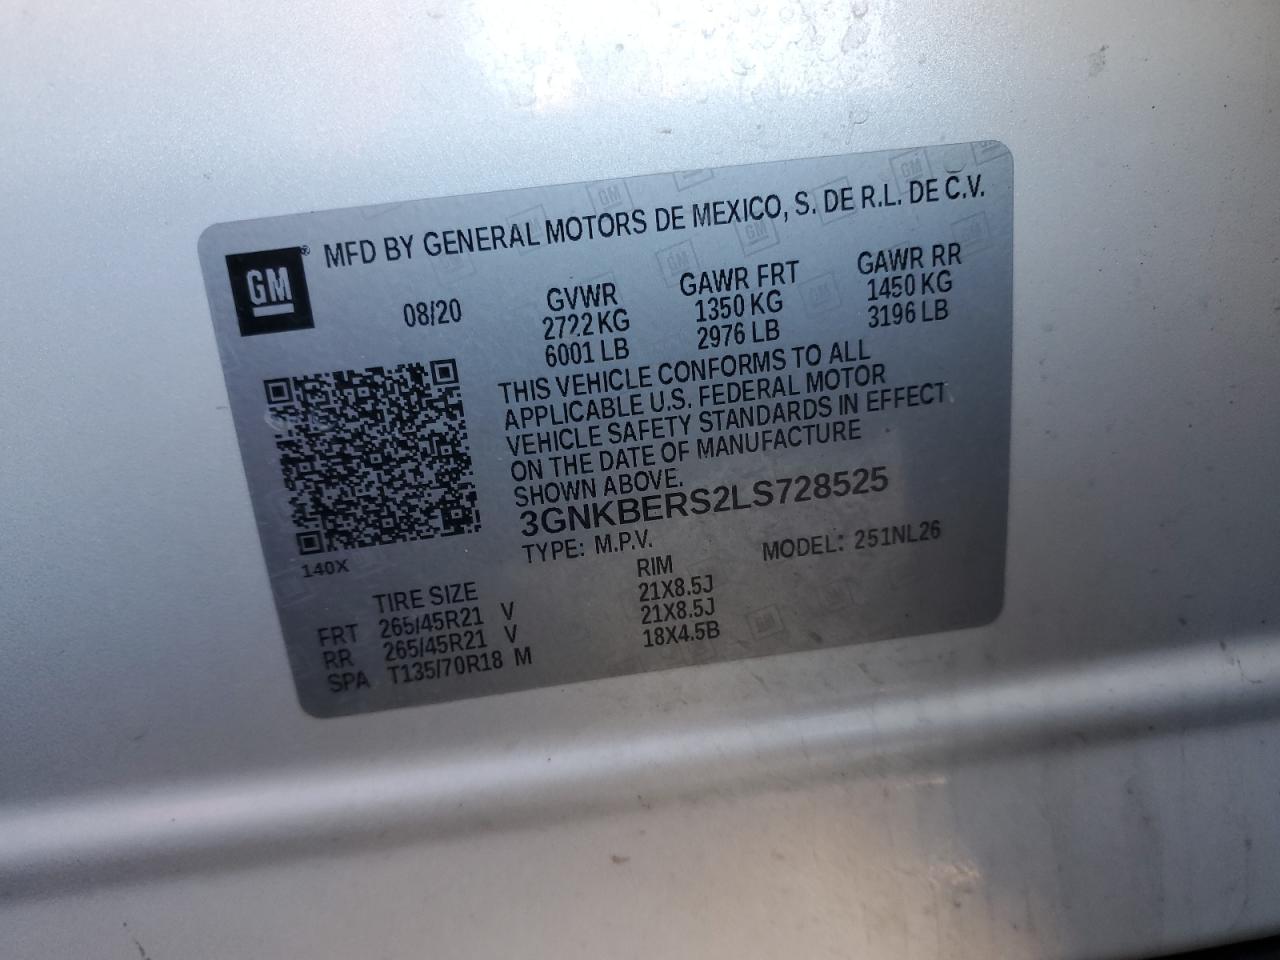 GM
®
MFD BY GENERAL MOTORS DE MEXICO, S. DE R.L. DE C.V.
08/20 GVWR GAWR FRT GAWR RR
2722 KG 1350 KG 1450 KG
6001 LB 2976 LB 3196 LB
THIS VEHICLE CONFORMS TO ALL
APPLICABLE U.S. FEDERAL MOTOR
VEHICLE SAFETY STANDARDS IN EFFECT
ON THE DATE OF MANUFACTURE
SHOWN ABOVE.
3GNKBERS2LS728525
TYPE: M.P.V. MODEL: 251NL26
140X
TIRE SIZE RIM
FRT 265/45R21 V 21X8.5J
RR 265/45R21 V 21X8.5J
SPA T135/70R18 M 18X4.5B